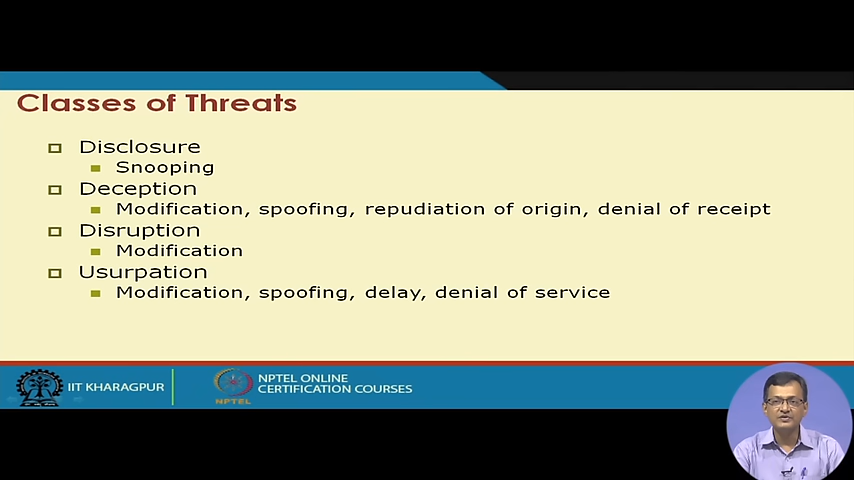 Classes of Threats
Disclosure
Snooping
Deception
Modification, spoofing, repudiation of origin, denial of receipt
Disruption
Modification
Usurpation
Modification, spoofing, delay, denial of service
IIT KHARAGPUR
NPTEL
NPTEL ONLINE
CERTIFICATION COURSES